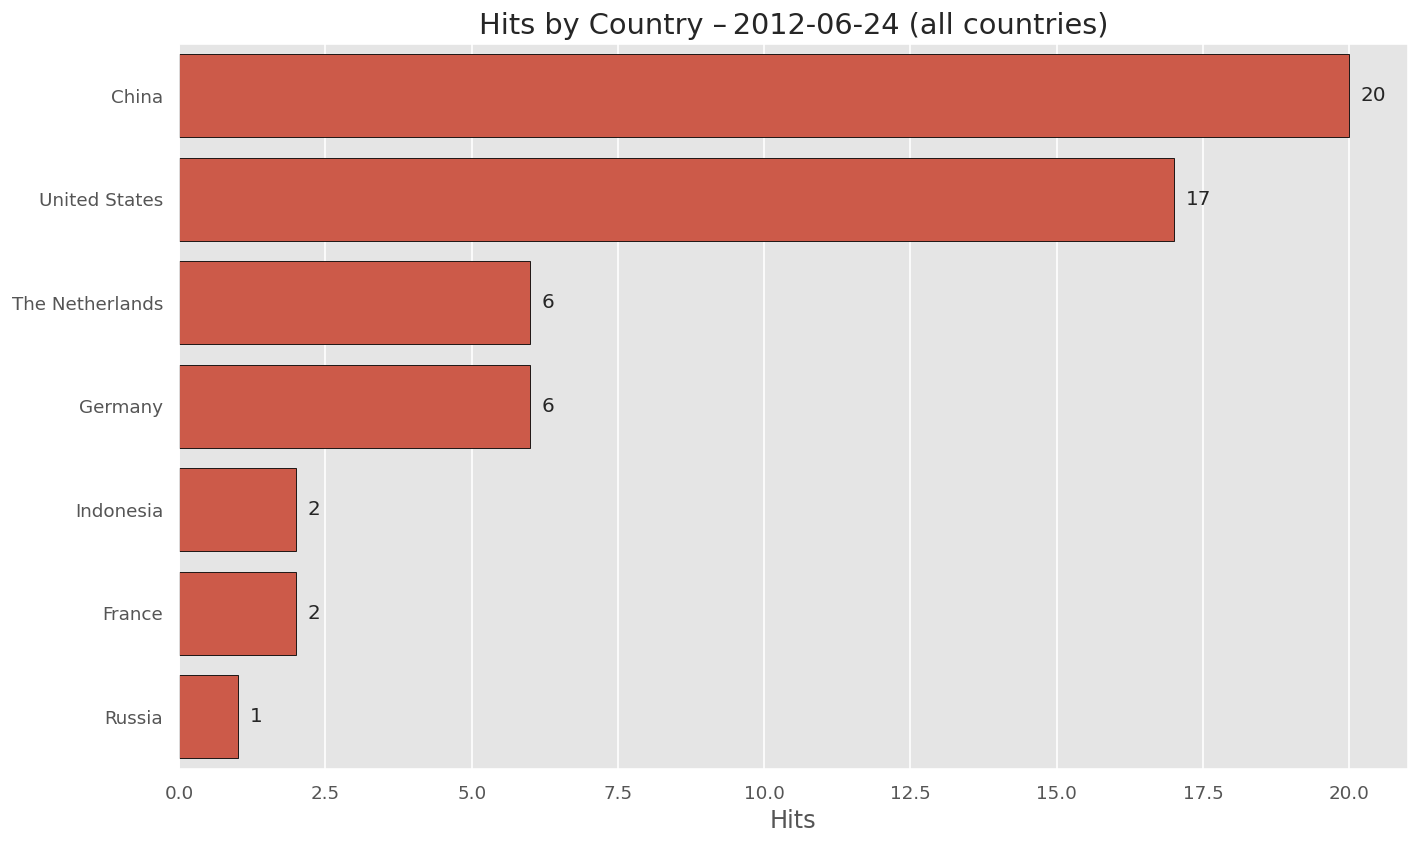 Hits by Country – 2012-06-24 (all countries)
China 20
United States 17
The Netherlands 6
Germany 6
Indonesia 2
France 2
Russia 1
0.0 2.5 5.0 7.5 10.0 12.5 15.0 17.5 20.0
Hits